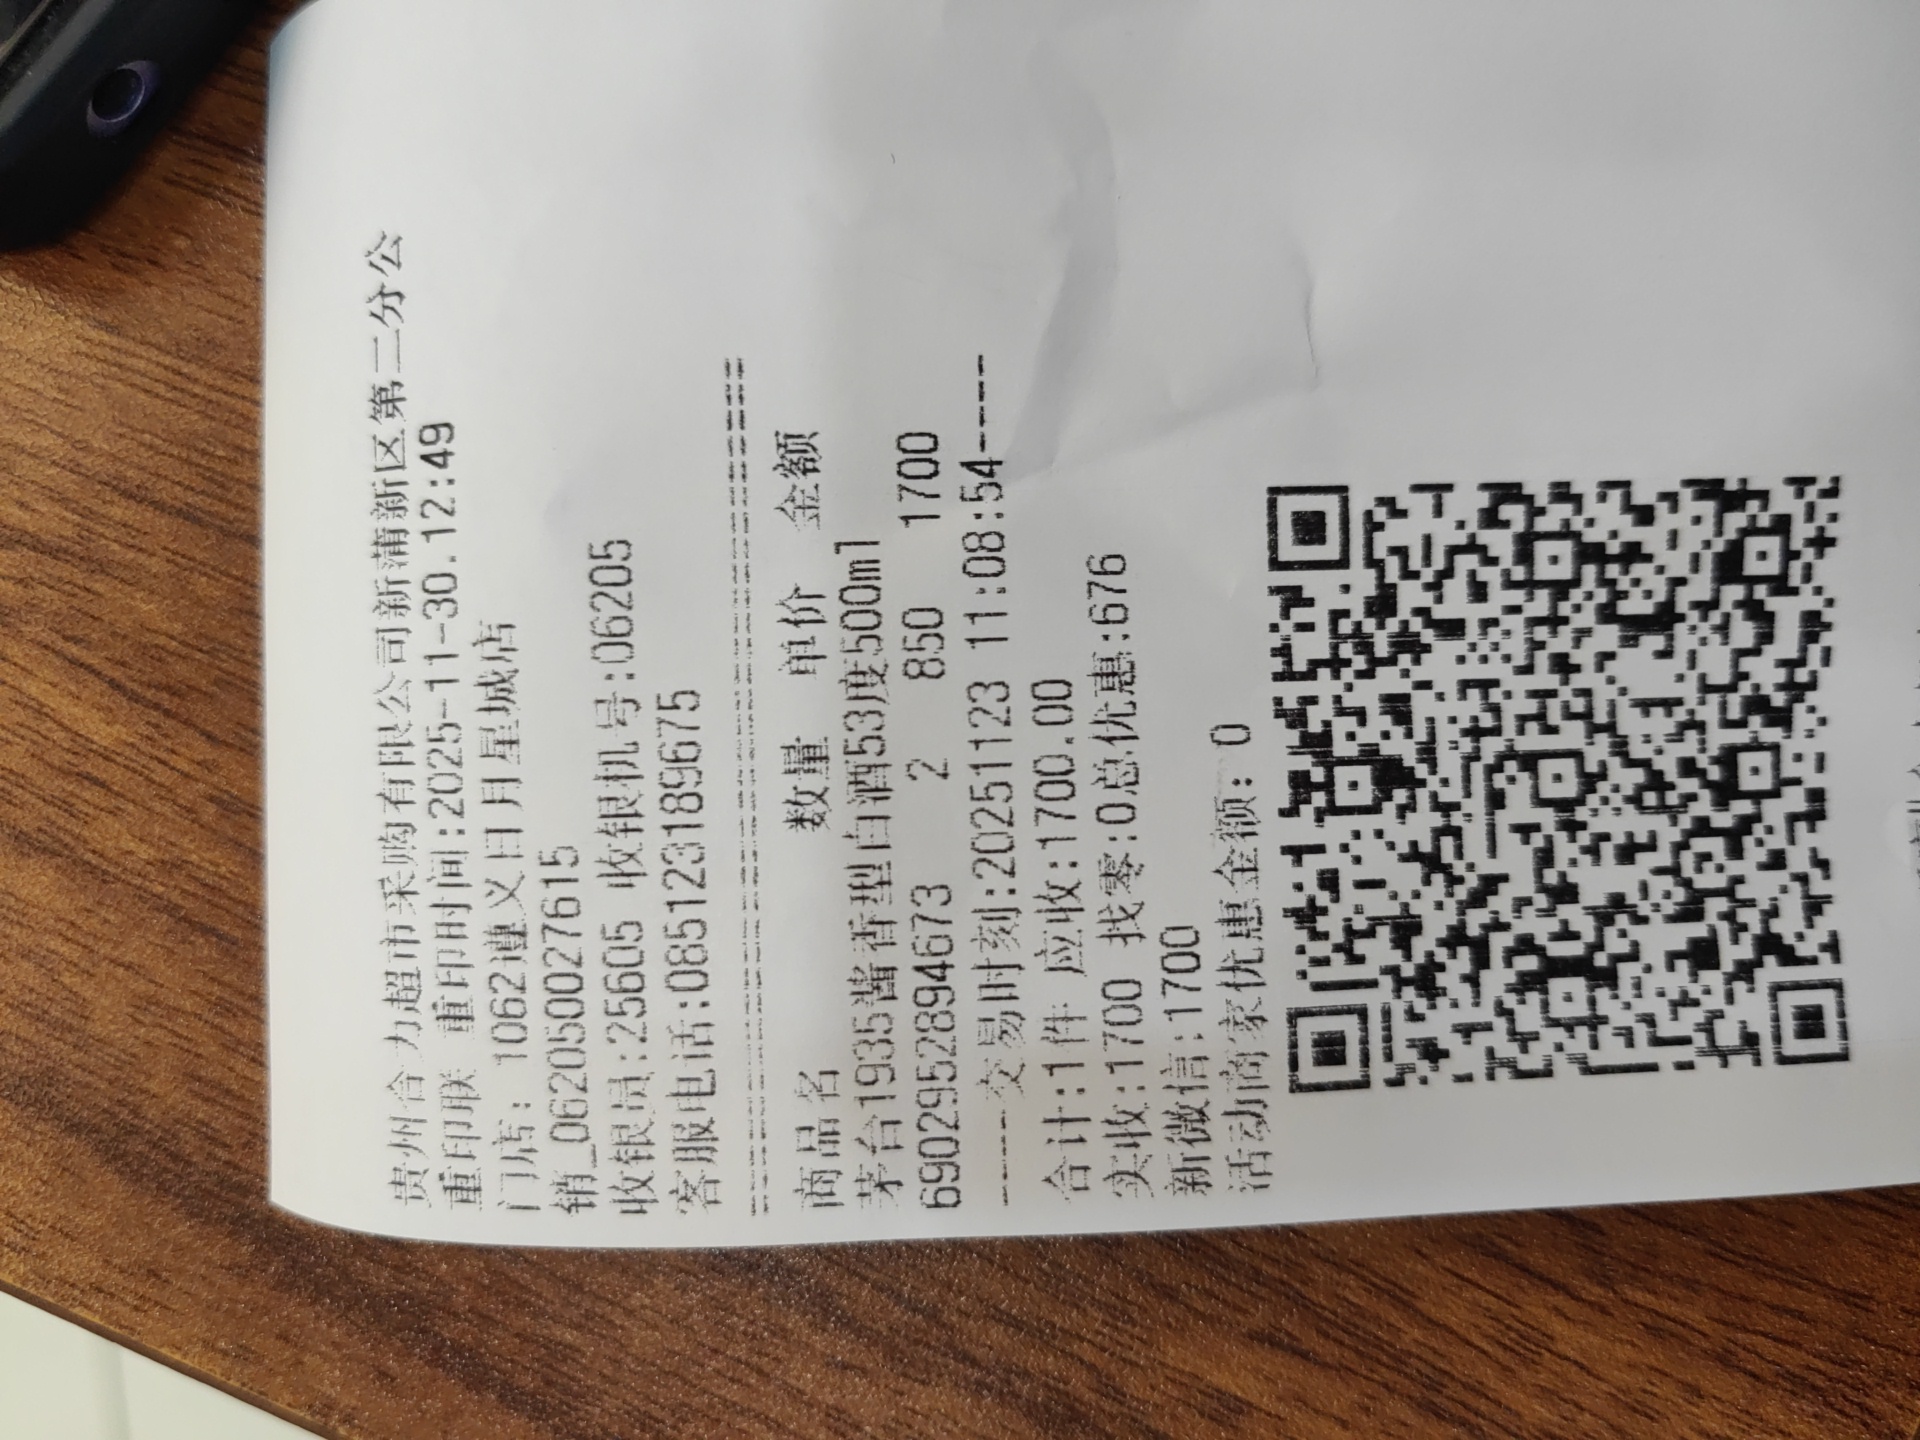 贵州合力超市采购有限公司新蒲新区第二分公
重印联 重印时间:2025-11-30.12:49
门店: 1062遵义日月星城店
销_0620500276​15
收银员:25605 收银机号:06205
客服电话:085123189675
================================
商品名 数量 单价 金额
茅台1935酱香型白酒53度500ml
6902952894673 2 850 1700
-----交易时刻:20251123 11:08:54----
合计:1件 应收:1700.00
实收:1700 找零:0总优惠:676
新微信:1700
活动商家优惠金额: 0